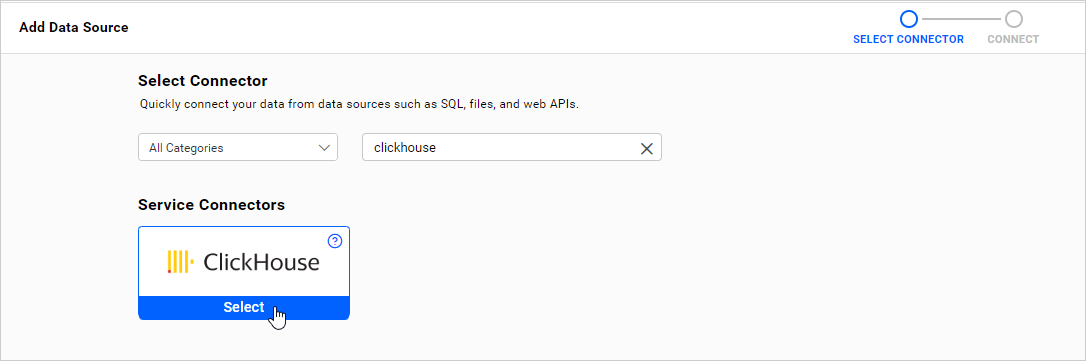 Add Data Source
SELECT CONNECTOR
CONNECT
Select Connector
Quickly connect your data from data sources such as SQL, files, and web APIs.
All Categories
clickhouse
Service Connectors
?
ClickHouse
Select